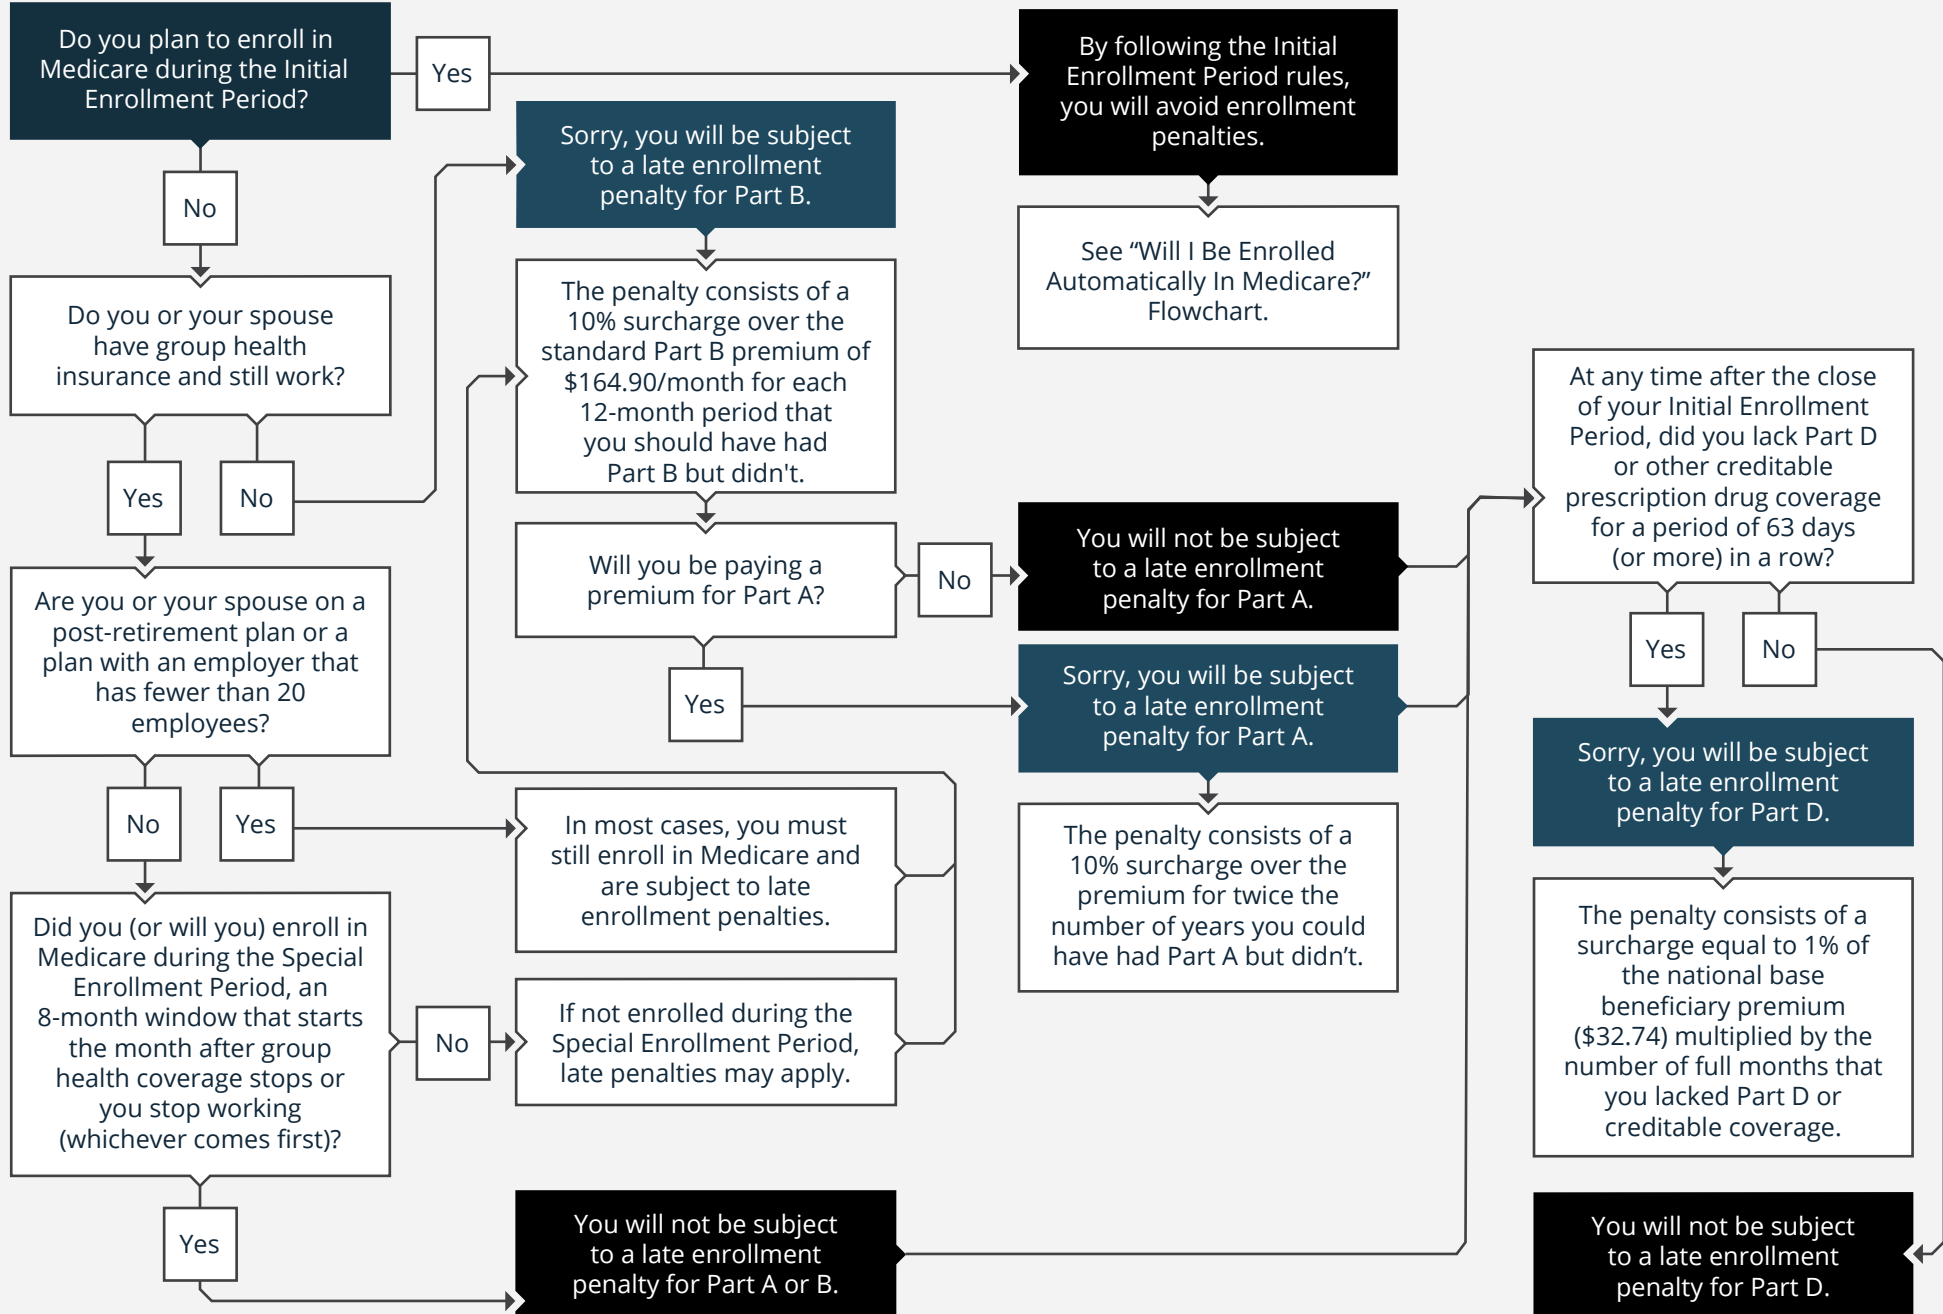 Do you plan to enroll in
Medicare during the Initial
Enrollment Period?
Yes
By following the Initial
Enrollment Period rules,
you will avoid enrollment
penalties.
See “Will I Be Enrolled
Automatically In Medicare?”
Flowchart.
No
Do you or your spouse
have group health
insurance and still work?
Yes
No
Sorry, you will be subject
to a late enrollment
penalty for Part B.
The penalty consists of a
10% surcharge over the
standard Part B premium of
$164.90/month for each
12-month period that
you should have had
Part B but didn't.
Will you be paying a
premium for Part A?
No
You will not be subject
to a late enrollment
penalty for Part A.
Yes
Sorry, you will be subject
to a late enrollment
penalty for Part A.
The penalty consists of a
10% surcharge over the
premium for twice the
number of years you could
have had Part A but didn’t.
Are you or your spouse on a
post-retirement plan or a
plan with an employer that
has fewer than 20
employees?
No
Yes
In most cases, you must
still enroll in Medicare and
are subject to late
enrollment penalties.
Did you (or will you) enroll in
Medicare during the Special
Enrollment Period, an
8-month window that starts
the month after group
health coverage stops or
you stop working
(whichever comes first)?
No
If not enrolled during the
Special Enrollment Period,
late penalties may apply.
Yes
You will not be subject
to a late enrollment
penalty for Part A or B.
At any time after the close
of your Initial Enrollment
Period, did you lack Part D
or other creditable
prescription drug coverage
for a period of 63 days
(or more) in a row?
Yes
No
Sorry, you will be subject
to a late enrollment
penalty for Part D.
The penalty consists of a
surcharge equal to 1% of
the national base
beneficiary premium
($32.74) multiplied by the
number of full months that
you lacked Part D or
creditable coverage.
You will not be subject
to a late enrollment
penalty for Part D.